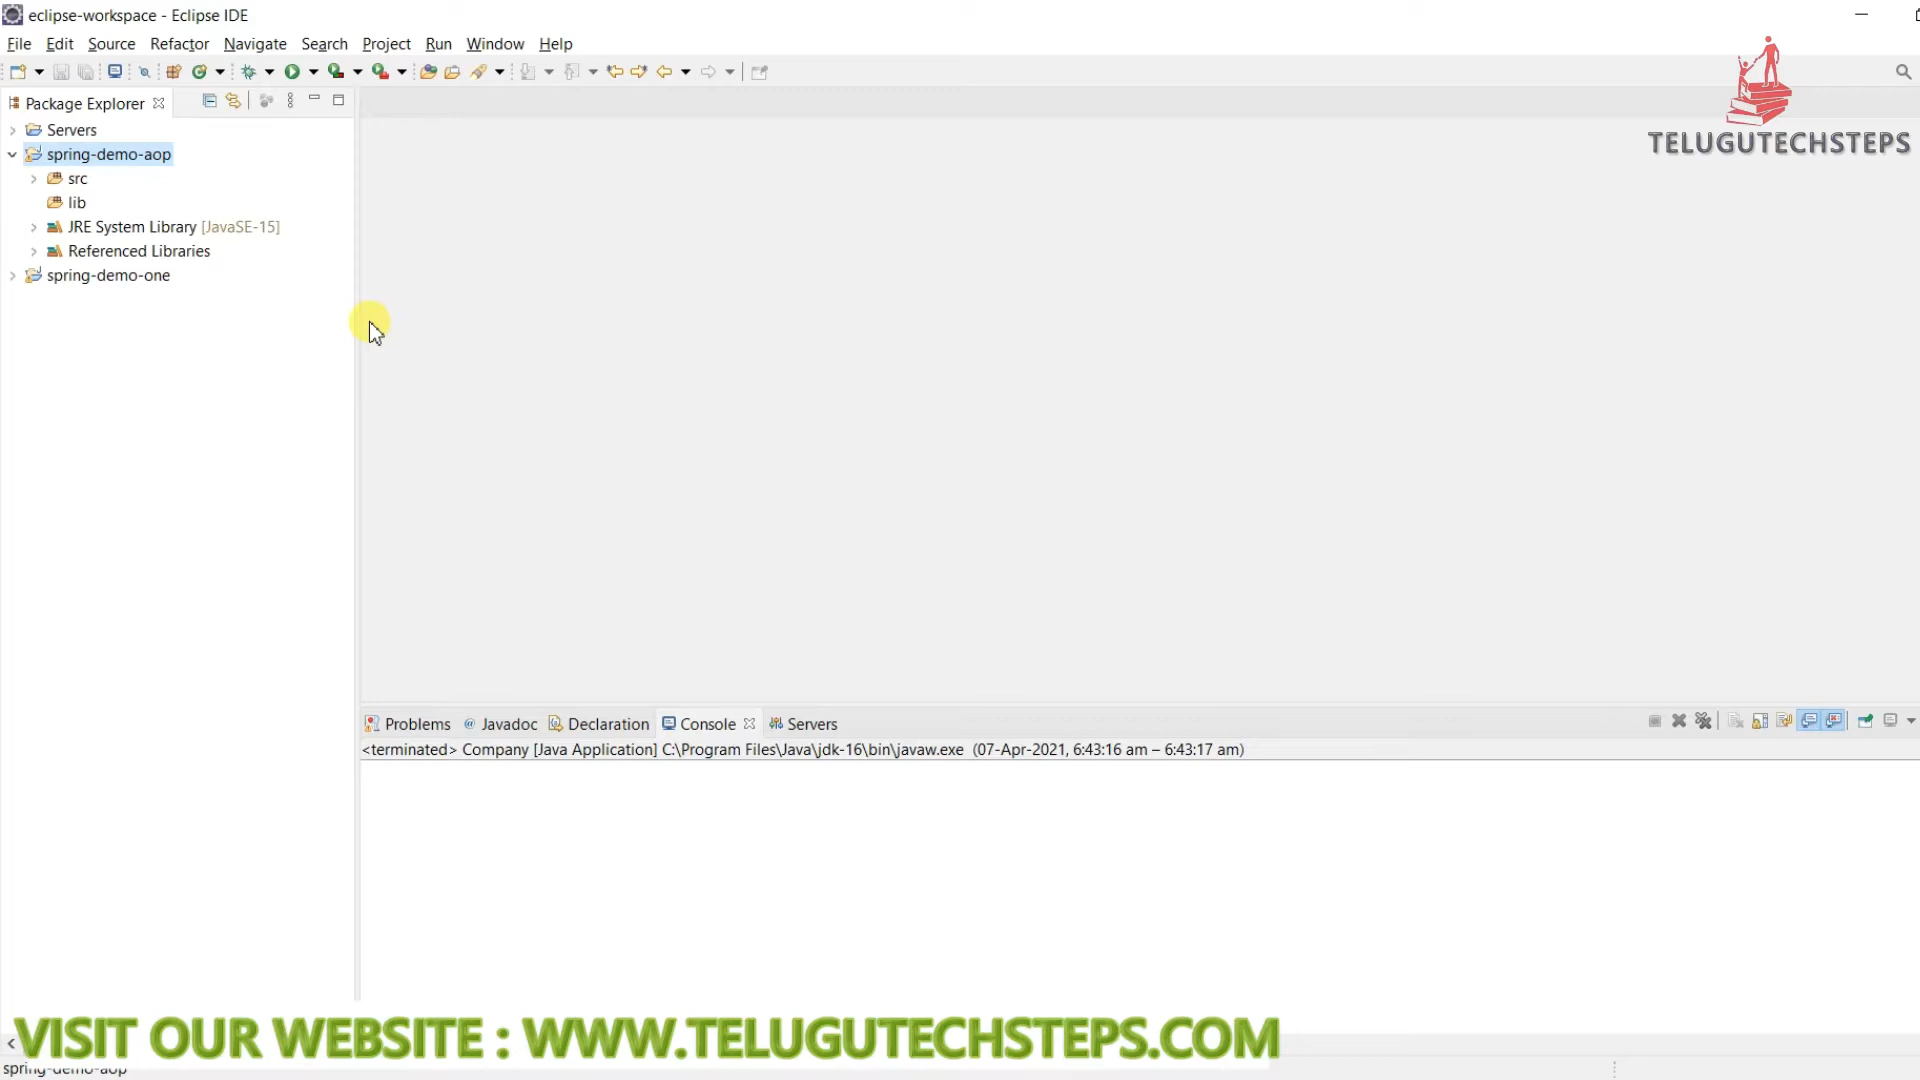 eclipse-workspace - Eclipse IDE
File Edit Source Refactor Navigate Search Project Run Window Help
TELUGUTECHSTEPS
Package Explorer
Servers
spring-demo-aop
src
lib
JRE System Library [JavaSE-15]
Referenced Libraries
spring-demo-one
Problems Javadoc Declaration Console Servers
<terminated> Company [Java Application] C:\Program Files\Java\jdk-16\bin\javaw.exe (07-Apr-2021, 6:43:16 am – 6:43:17 am)
VISIT OUR WEBSITE : WWW.TELUGUTECHSTEPS.COM
spring-demo-aop